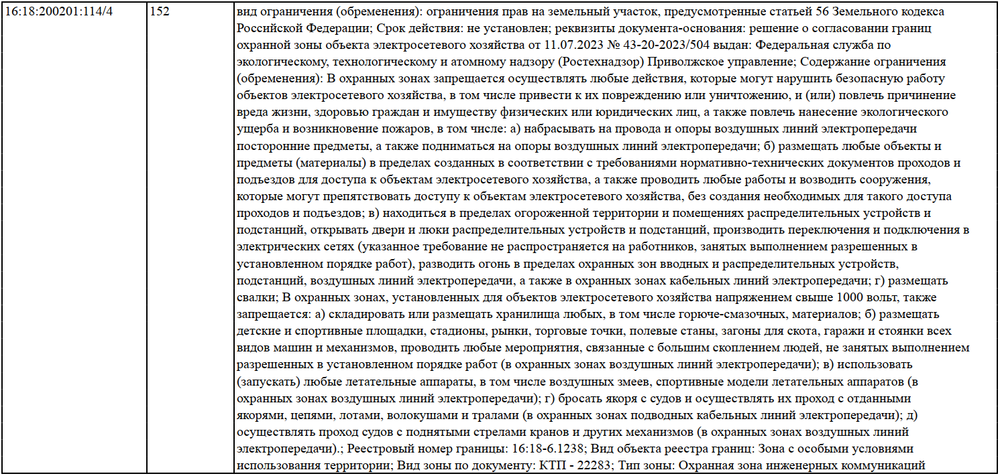 16:18:200201:114/4
152
вид ограничения (обременения): ограничения прав на земельный участок, предусмотренные статьей 56 Земельного кодекса
Российской Федерации; Срок действия: не установлен; реквизиты документа-основания: решение о согласовании границ
охранной зоны объекта электросетевого хозяйства от 11.07.2023 № 43-20-2023/504 выдан: Федеральная служба по
экологическому, технологическому и атомному надзору (Ростехнадзор) Приволжское управление; Содержание ограничения
(обременения): В охранных зонах запрещается осуществлять любые действия, которые могут нарушить безопасную работу
объектов электросетевого хозяйства, в том числе привести к их повреждению или уничтожению, и (или) повлечь причинение
вреда жизни, здоровью граждан и имуществу физических или юридических лиц, а также повлечь нанесение экологического
ущерба и возникновение пожаров, в том числе: а) набрасывать на провода и опоры воздушных линий электропередачи
посторонние предметы, а также подниматься на опоры воздушных линий электропередачи; б) размещать любые объекты и
предметы (материалы) в пределах созданных в соответствии с требованиями нормативно-технических документов проходов и
подъездов для доступа к объектам электросетевого хозяйства, а также проводить любые работы и возводить сооружения,
которые могут препятствовать доступу к объектам электросетевого хозяйства, без создания необходимых для такого доступа
проходов и подъездов; в) находиться в пределах огороженной территории и помещениях распределительных устройств и
подстанций, открывать двери и люки распределительных устройств и подстанций, производить переключения и подключения в
электрических сетях (указанное требование не распространяется на работников, занятых выполнением разрешенных в
установленном порядке работ), разводить огонь в пределах охранных зон вводных и распределительных устройств,
подстанций, воздушных линий электропередачи, а также в охранных зонах кабельных линий электропередачи; г) размещать
свалки; В охранных зонах, установленных для объектов электросетевого хозяйства напряжением свыше 1000 вольт, также
запрещается: а) складировать или размещать хранилища любых, в том числе горюче-смазочных, материалов; б) размещать
детские и спортивные площадки, стадионы, рынки, торговые точки, полевые станы, загоны для скота, гаражи и стоянки всех
видов машин и механизмов, проводить любые мероприятия, связанные с большим скоплением людей, не занятых выполнением
разрешенных в установленном порядке работ (в охранных зонах воздушных линий электропередачи); в) использовать
(запускать) любые летательные аппараты, в том числе воздушных змеев, спортивные модели летательных аппаратов (в
охранных зонах воздушных линий электропередачи); г) бросать якоря с судов и осуществлять их проход с отданными
якорями, цепями, лотами, волокушами и тралами (в охранных зонах подводных кабельных линий электропередачи); д)
осуществлять проход судов с поднятыми стрелами кранов и других механизмов (в охранных зонах воздушных линий
электропередачи).; Реестровый номер границы: 16:18-6.1238; Вид объекта реестра границ: Зона с особыми условиями
использования территории; Вид зоны по документу: КТП - 22283; Тип зоны: Охранная зона инженерных коммуникаций